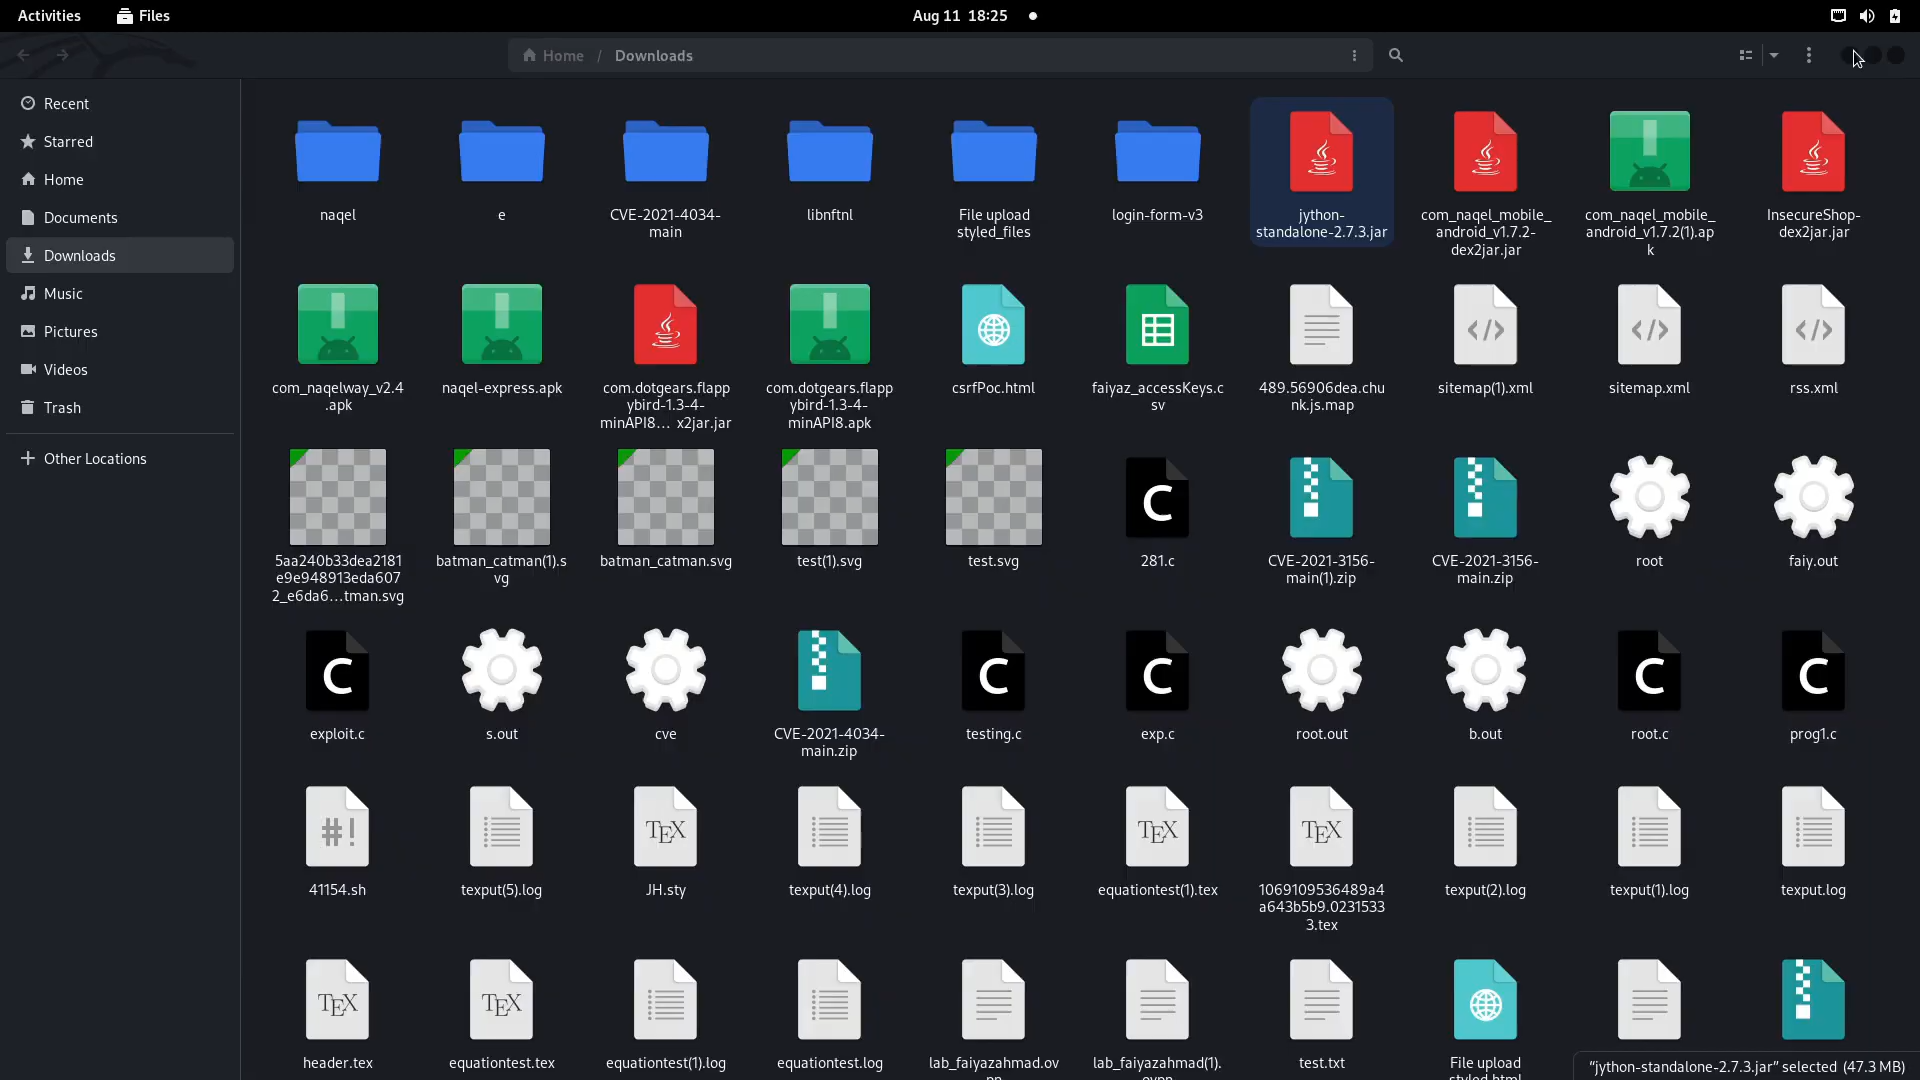 Activities
Files
Aug 11 18:25
Home / Downloads
Recent
Starred
Home
Documents
Downloads
Music
Pictures
Videos
Trash
Other Locations
naqel
e
CVE-2021-4034-
main
libnftnl
File upload
styled_files
login-form-v3
jython-
standalone-2.7.3.jar
com_naqel_mobile_
android_v1.7.2-
dex2jar.jar
com_naqel_mobile_
android_v1.7.2(1).ap
k
InsecureShop-
dex2jar.jar
com_naqelway_v2.4
.apk
naqel-express.apk
com.dotgears.flapp
ybird-1.3-4-
minAPI8... x2jar.jar
com.dotgears.flapp
ybird-1.3-4-
minAPI8.apk
csrfPoc.html
faiyaz_accessKeys.c
sv
489.56906dea.chu
nk.js.map
sitemap(1).xml
sitemap.xml
rss.xml
5aa240b33dea2181
e9e948913eda607
2_e6da6...tman.svg
batman_catman(1).s
vg
batman_catman.svg
test(1).svg
test.svg
C
281.c
CVE-2021-3156-
main(1).zip
CVE-2021-3156-
main.zip
root
faiy.out
C
exploit.c
s.out
cve
CVE-2021-4034-
main.zip
C
testing.c
C
exp.c
root.out
b.out
C
root.c
C
prog1.c
#!
41154.sh
texput(5).log
TEX
JH.sty
texput(4).log
texput(3).log
TEX
equationtest(1).tex
TEX
1069109536489a4
a643b5b9.0231533
3.tex
texput(2).log
texput(1).log
texput.log
TEX
header.tex
TEX
equationtest.tex
equationtest(1).log
equationtest.log
lab_faiyazahmad.ov
pn
lab_faiyazahmad(1).
ovpn
test.txt
File upload
styled.html
"jython-standalone-2.7.3.jar" selected (47.3 MB)